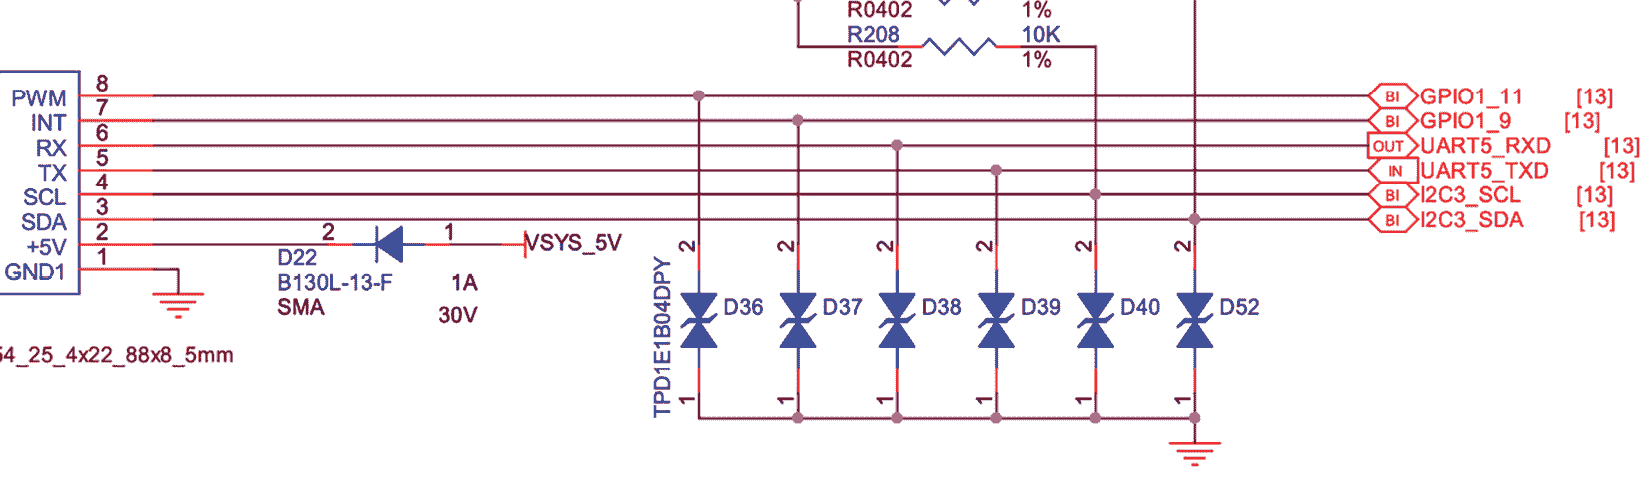 R0402 1%
R208 10K
R0402 1%
PWM 8 BI GPIO1_11 [13]
INT 7 BI GPIO1_9 [13]
RX 6 OUT UART5_RXD [13]
TX 5 IN UART5_TXD [13]
SCL 4 BI I2C3_SCL [13]
SDA 3 BI I2C3_SDA [13]
+5V 2 2 1 VSYS_5V
GND1 1
D22
B130L-13-F 1A
SMA 30V
2 2 2 2 2 2
TPD1E1B04DPY
D36 D37 D38 D39 D40 D52
1 1 1 1 1 1
54_25_4x22_88x8_5mm